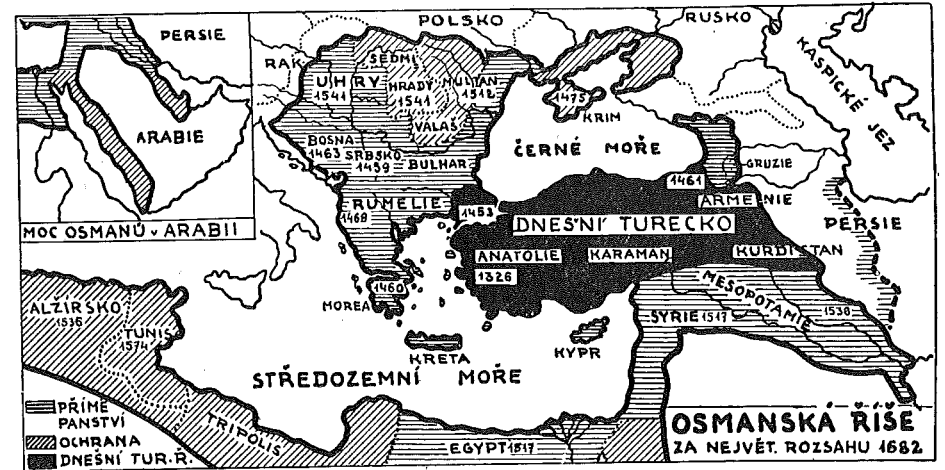 PERSIE
ARABIE
MOC OSMANŮ V ARABII
POLSKO
RUSKO
KASPICKÉ JEZ
RAK
UHRY
1541
SEDMI
HRADY
1541
MULTAN
1512
VALAŠ
1475
KRIM
BOSNA
1463
SRBSKO
1459
BULHAR
ČERNÉ MOŘE
GRUZIE
1461
ARMENIE
RUMELIE
1468
1453
DNEŠNÍ TURECKO
PERSIE
ANATOLIE
KARAMAN
KURDISTAN
1326
1460
MOREA
MESOPOTAMIE
1538
SYRIE 1517
ALZIRSKO
1536
TUNIS
1574
KRETA
KYPR
STŘEDOZEMNÍ MOŘE
TRIPOLIS
EGYPT 1517
PŘÍMÉ
PANSTVÍ
OCHRANA
DNEŠNÍ TUR.Ř.
OSMANSKÁ ŘÍŠE
ZA NEJVĚT. ROZSAHU 1682